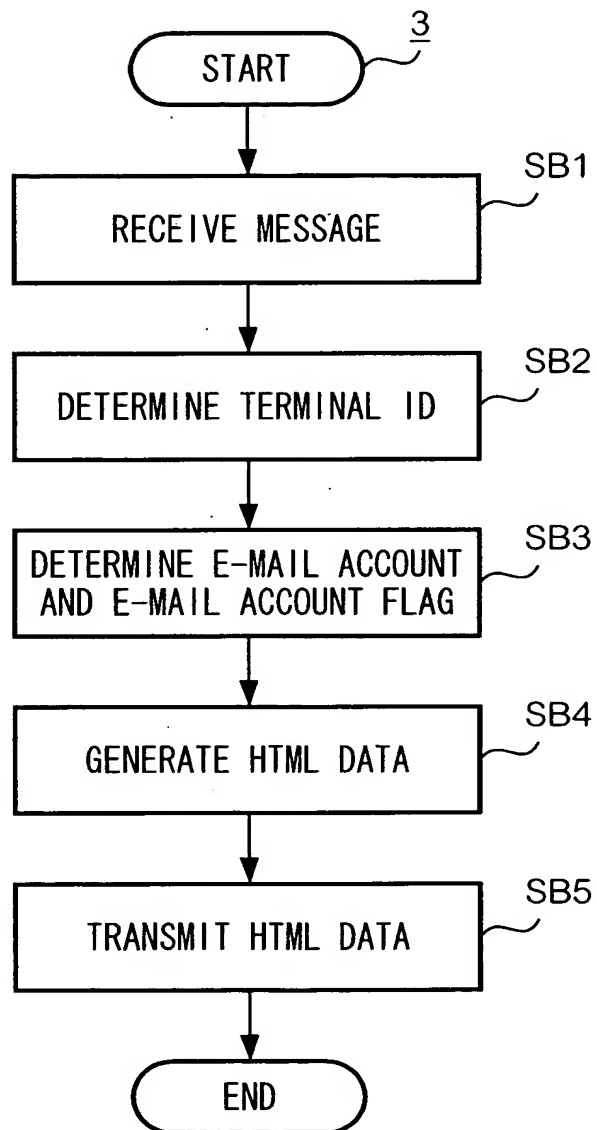 3
START
SB1
RECEIVE MESSAGE
SB2
DETERMINE TERMINAL ID
SB3
DETERMINE E-MAIL ACCOUNT
AND E-MAIL ACCOUNT FLAG
SB4
GENERATE HTML DATA
SB5
TRANSMIT HTML DATA
END